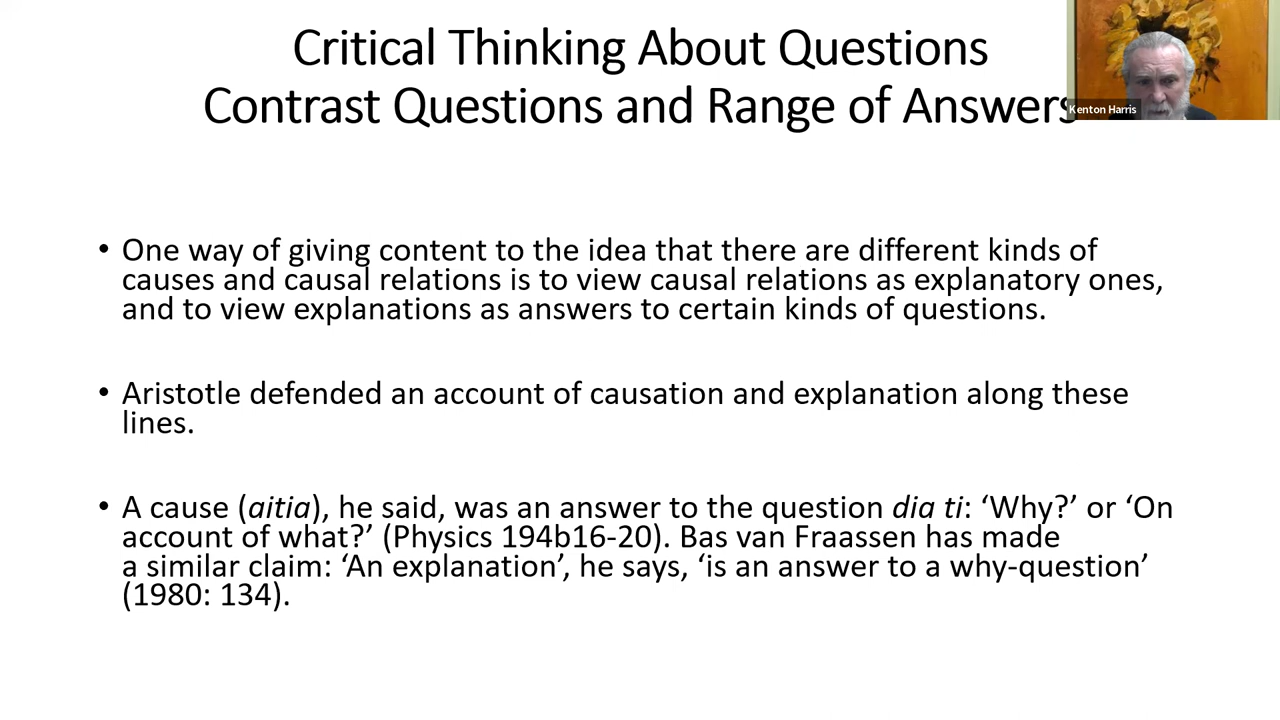 Critical Thinking About Questions
Contrast Questions and Range of Answers
Kenton Harris
• One way of giving content to the idea that there are different kinds of
causes and causal relations is to view causal relations as explanatory ones,
and to view explanations as answers to certain kinds of questions.
• Aristotle defended an account of causation and explanation along these
lines.
• A cause (aitia), he said, was an answer to the question dia ti: ‘Why?’ or ‘On
account of what?’ (Physics 194b16-20). Bas van Fraassen has made
a similar claim: ‘An explanation’, he says, ‘is an answer to a why-question’
(1980: 134).